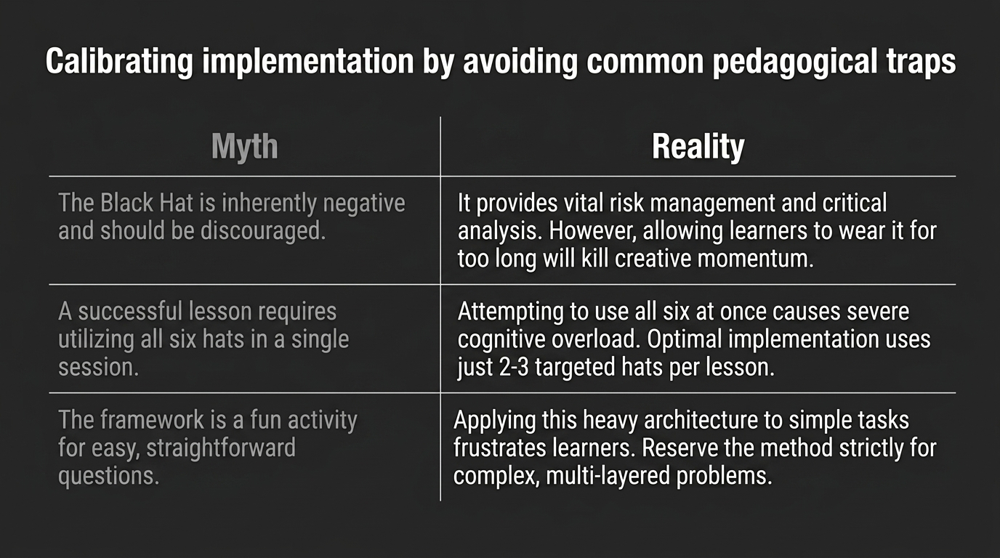 Calibrating implementation by avoiding common pedagogical traps
Myth
Reality
The Black Hat is inherently negative
and should be discouraged.
It provides vital risk management and critical
analysis. However, allowing learners to wear it for
too long will kill creative momentum.
A successful lesson requires
utilizing all six hats in a single
session.
Attempting to use all six at once causes severe
cognitive overload. Optimal implementation uses
just 2-3 targeted hats per lesson.
The framework is a fun activity
for easy, straightforward
questions.
Applying this heavy architecture to simple tasks
frustrates learners. Reserve the method strictly for
complex, multi-layered problems.